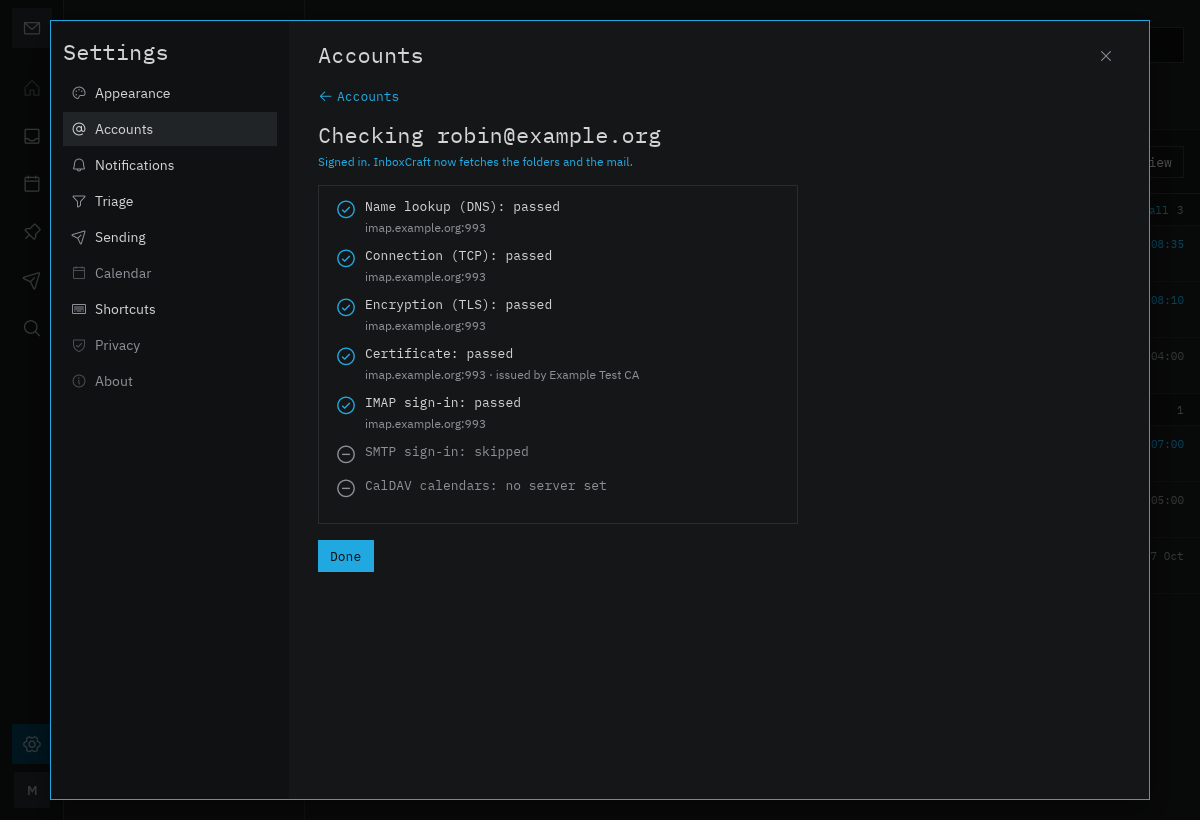 Settings
Appearance
Accounts
Notifications
Triage
Sending
Calendar
Shortcuts
Privacy
About
M
Accounts
← Accounts
Checking robin@example.org
Signed in. InboxCraft now fetches the folders and the mail.
Name lookup (DNS): passed
imap.example.org:993
Connection (TCP): passed
imap.example.org:993
Encryption (TLS): passed
imap.example.org:993
Certificate: passed
imap.example.org:993 · issued by Example Test CA
IMAP sign-in: passed
imap.example.org:993
SMTP sign-in: skipped
CalDAV calendars: no server set
Done
iew
all 3
08:35
08:10
04:00
1
07:00
05:00
7 Oct